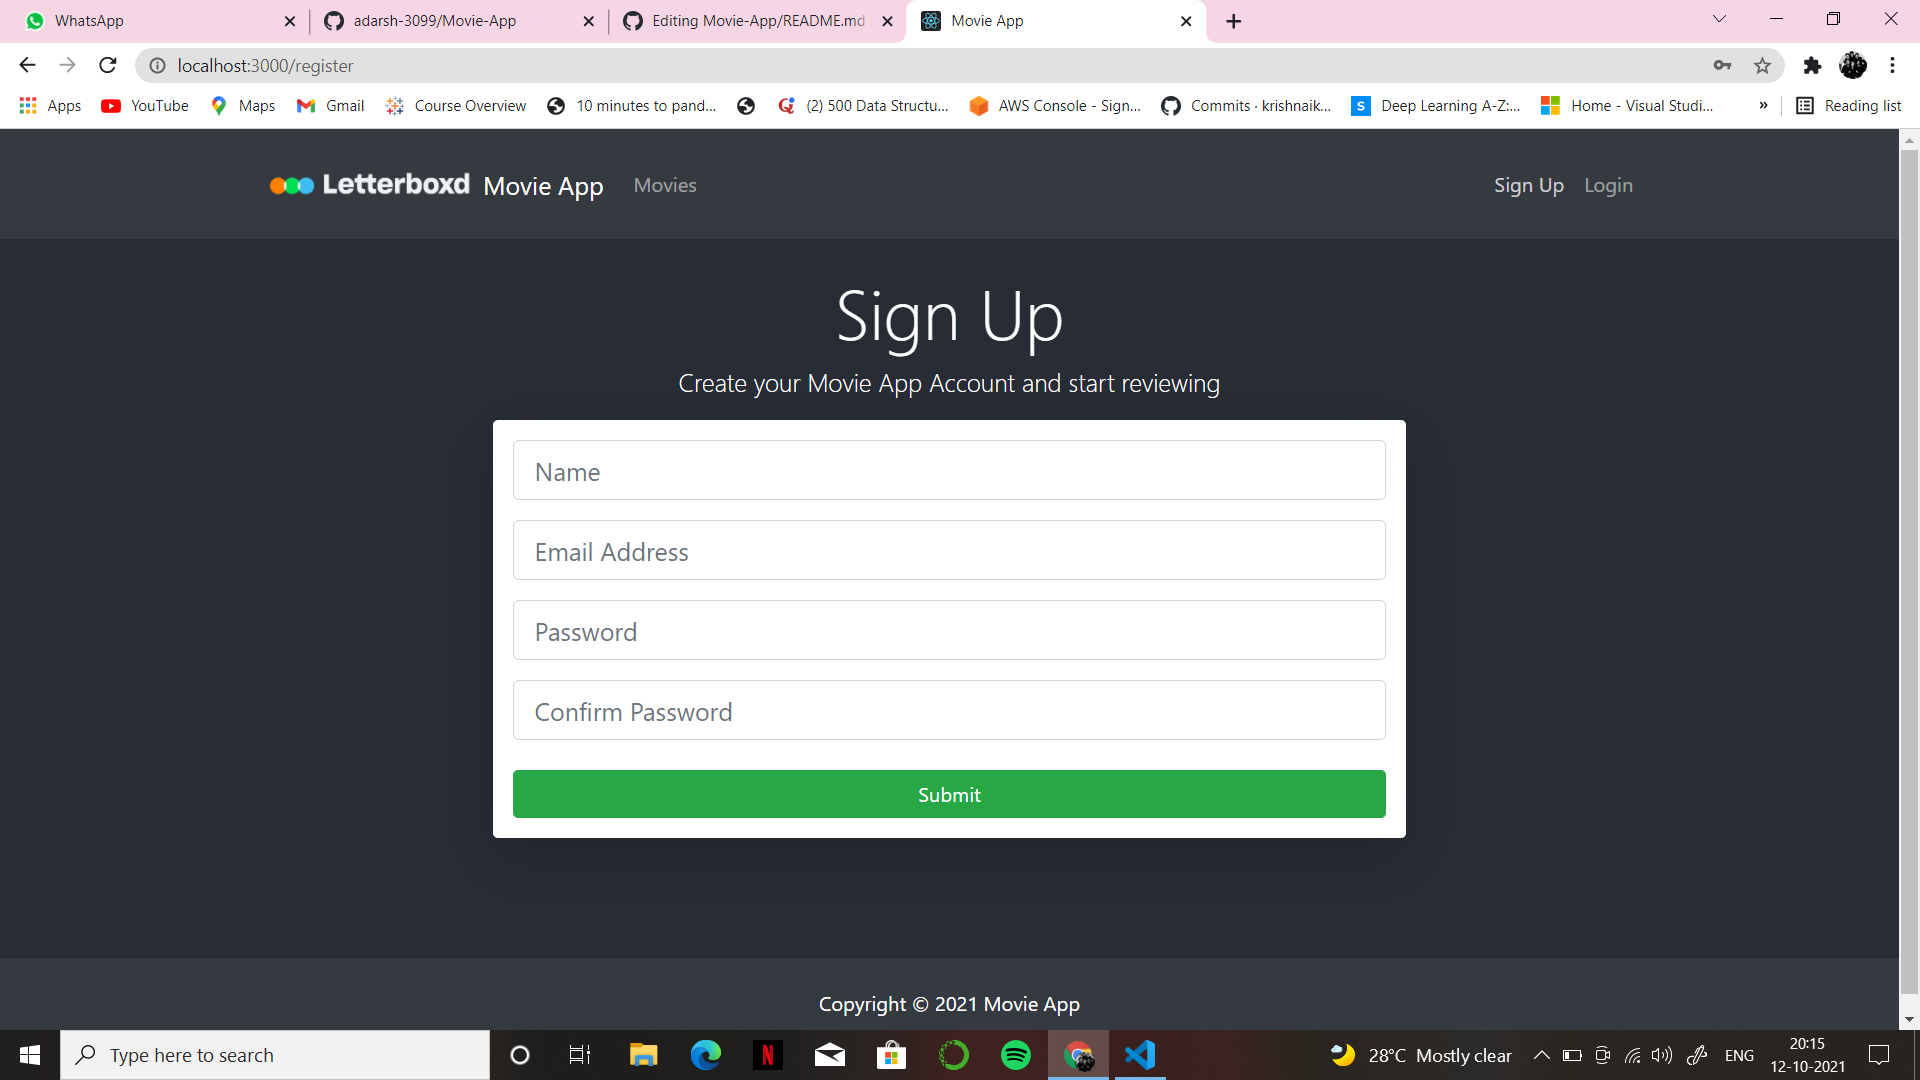 WhatsApp
adarsh-3099/Movie-App
Editing Movie-App/README.md
Movie App
localhost:3000/register
Apps
YouTube
Maps
Gmail
Course Overview
10 minutes to pand...
(2) 500 Data Structu...
AWS Console - Sign...
Commits · krishnaik...
S
Deep Learning A-Z:...
Home - Visual Studi...
»
Reading list
Letterboxd
Movie App
Movies
Sign Up
Login
Sign Up
Create your Movie App Account and start reviewing
Name
Email Address
Password
Confirm Password
Submit
Copyright © 2021 Movie App
Type here to search
N
28°C Mostly clear
ENG
20:15
12-10-2021